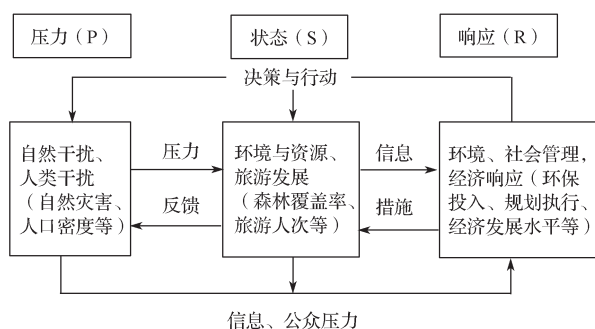 压力（P）
状态（S）
响应（R）
决策与行动
自然干扰、
人类干扰
（自然灾害、
人口密度等）
压力
反馈
环境与资源、
旅游发展
（森林覆盖率、
旅游人次等）
信息
措施
环境、社会管理，
经济响应（环保
投入、规划执行、
经济发展水平等）
信息、公众压力